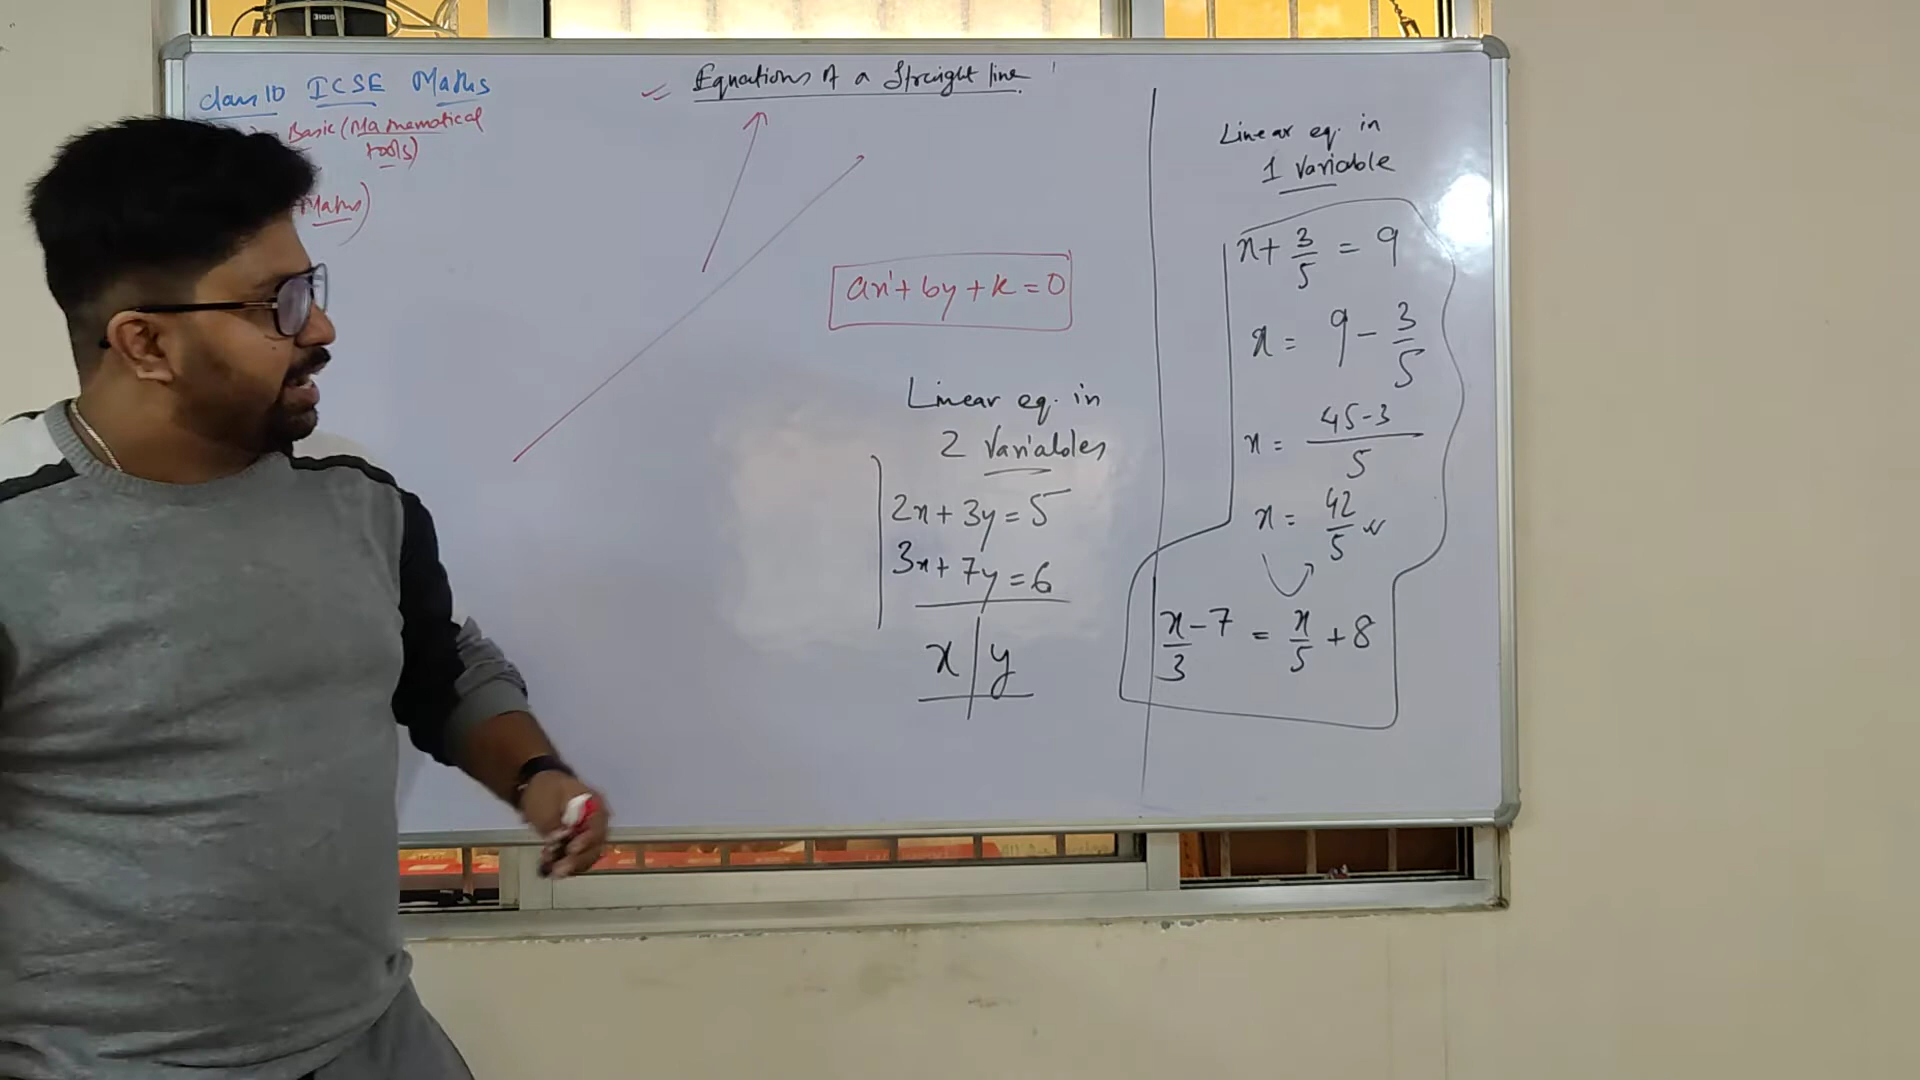 Class 10 ICSE Maths
Basic (Mathematical
tools)
Maths)
Equations of a Straight line
ax + by + k = 0
Linear eq. in
2 Variables
2x + 3y = 5
3x + 7y = 6
x | y
Linear eq. in
1 Variable
x + 3/5 = 9
x = 9 - 3/5
x = 45-3/5
x = 42/5
x/3 - 7 = x/5 + 8